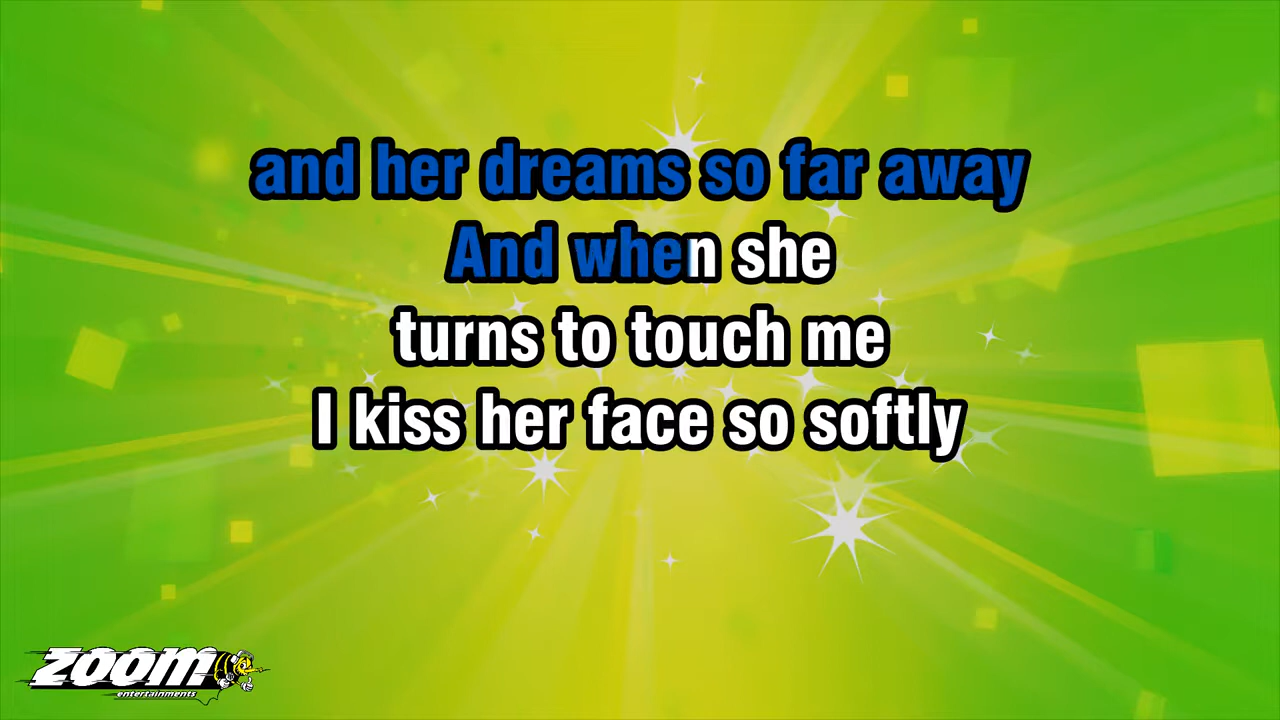 and her dreams so far away
And when she
turns to touch me
I kiss her face so softly
ZOOM
entertainments